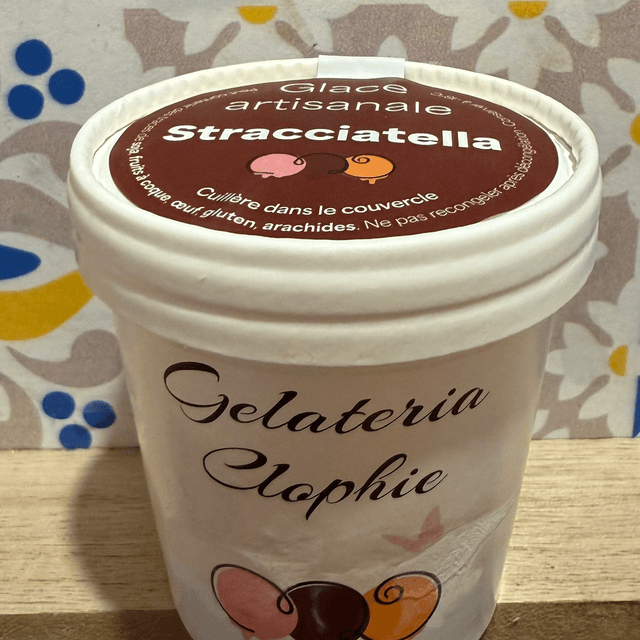 Glace
artisanale
Stracciatella
Cuillère dans le couvercle
soja, fruits à coque, œuf, gluten, arachides. Ne pas recongeler après décongélation
Gelateria
Clophie